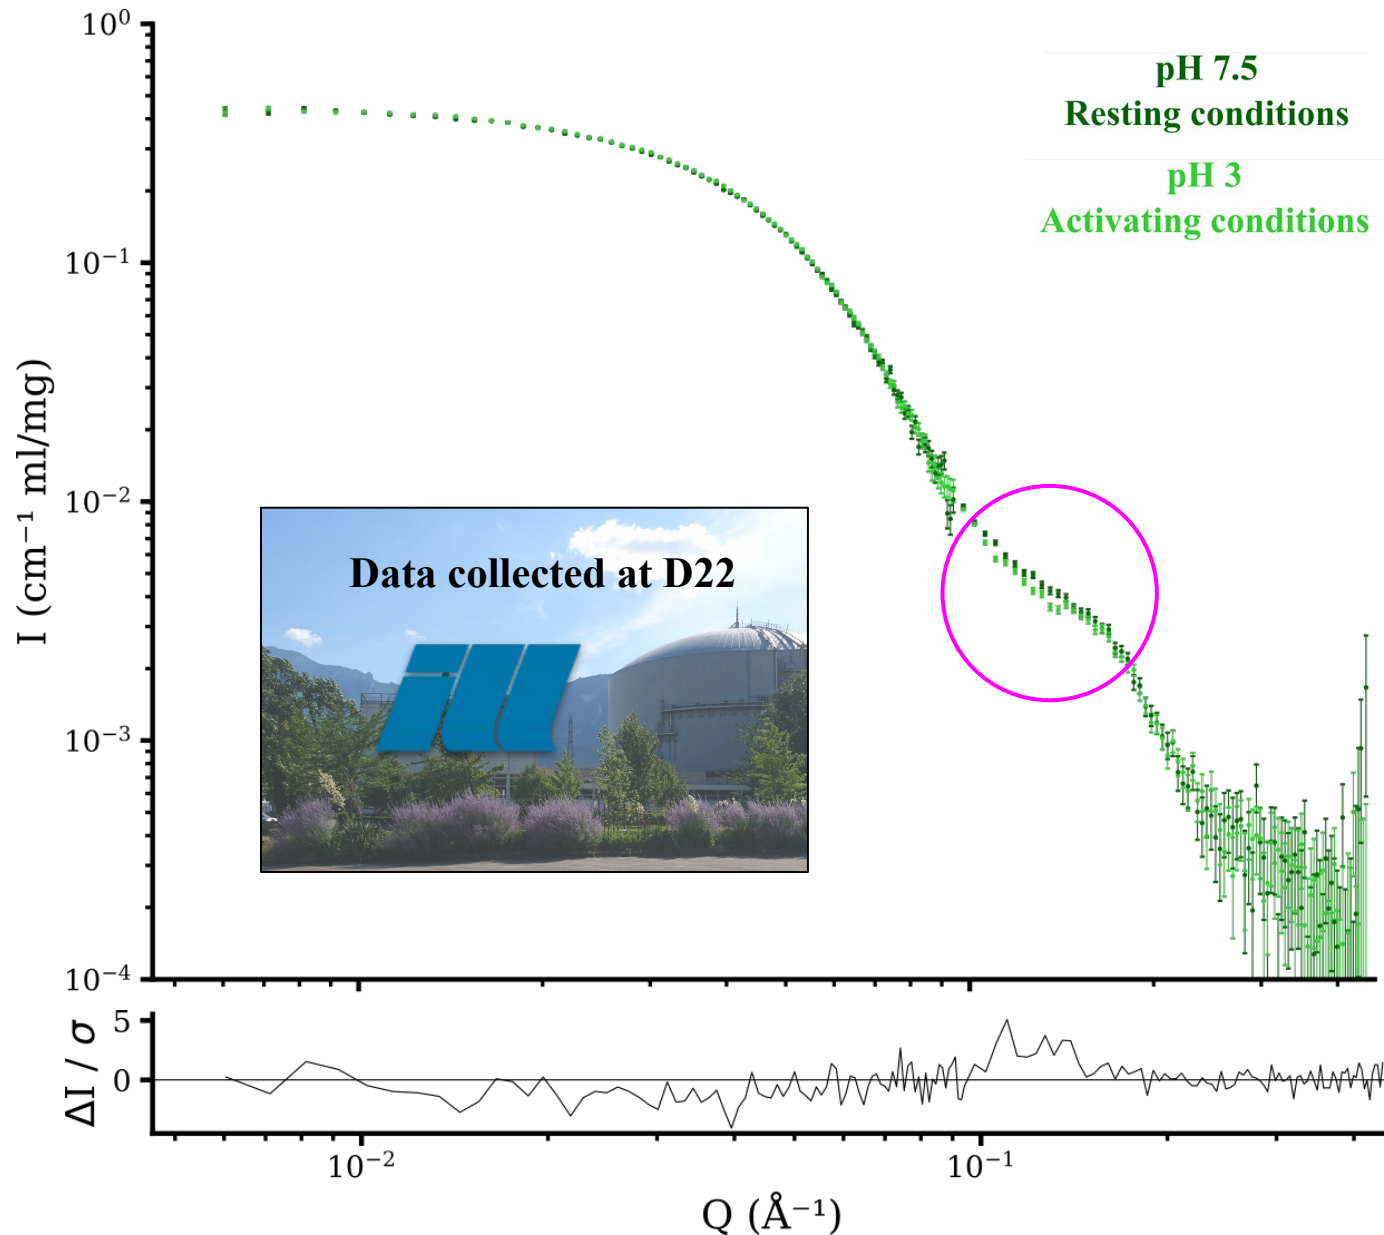 10⁰
pH 7.5
Resting conditions
pH 3
Activating conditions
10⁻¹
I (cm⁻¹ ml/mg)
10⁻²
Data collected at D22
ill
10⁻³
10⁻⁴
ΔI / σ
5
0
10⁻²
10⁻¹
Q (Å⁻¹)